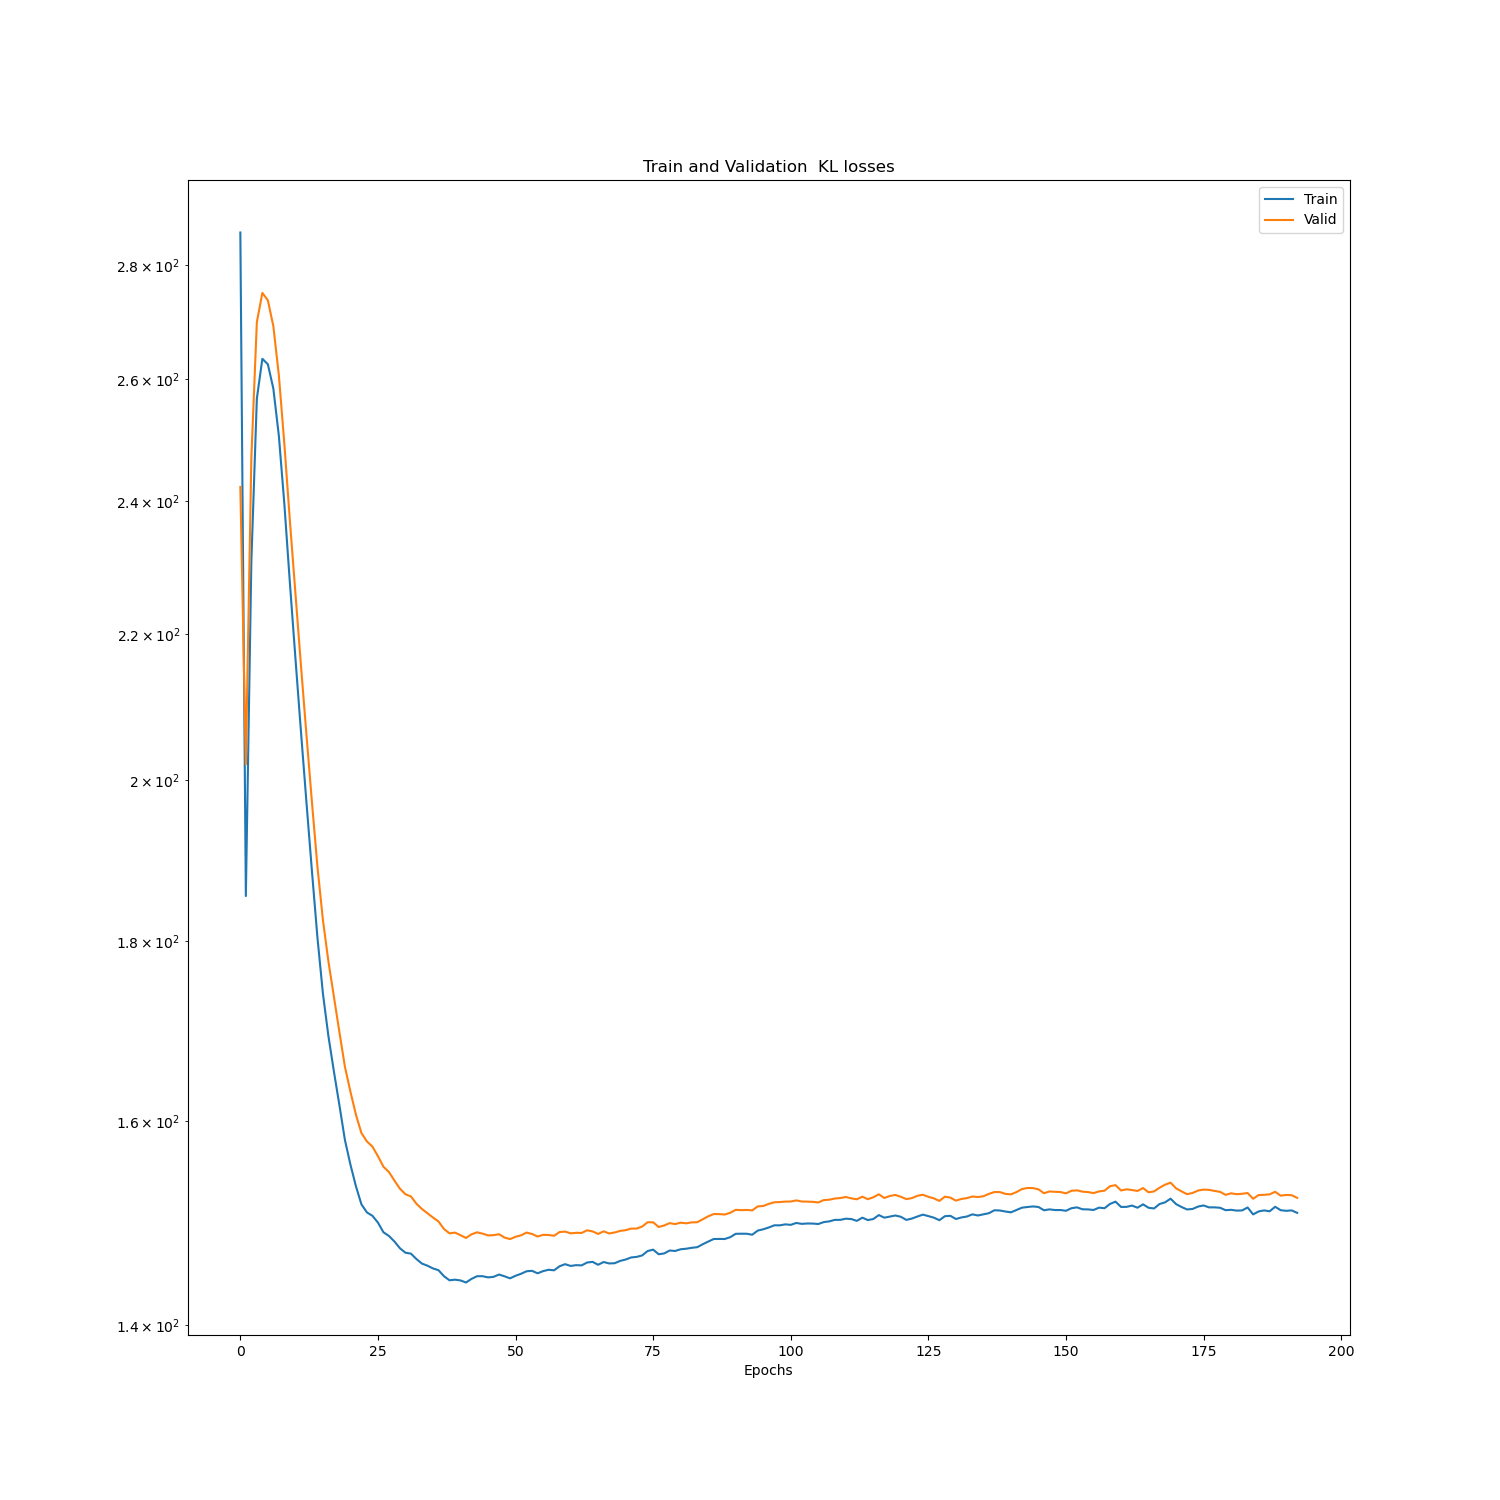 Train and Validation  KL losses
Train
Valid
2.8 × 10²
2.6 × 10²
2.4 × 10²
2.2 × 10²
2 × 10²
1.8 × 10²
1.6 × 10²
1.4 × 10²
0 25 50 75 100 125 150 175 200
Epochs